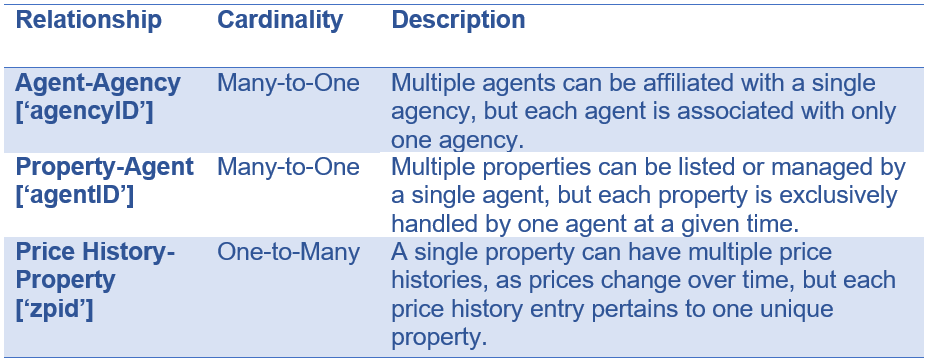 Relationship Cardinality Description
Agent-Agency Many-to-One Multiple agents can be affiliated with a single
[‘agencyID’] agency, but each agent is associated with only
one agency.
Property-Agent Many-to-One Multiple properties can be listed or managed by
[‘agentID’] a single agent, but each property is exclusively
handled by one agent at a given time.
Price History- One-to-Many A single property can have multiple price
Property histories, as prices change over time, but each
[‘zpid’] price history entry pertains to one unique
property.